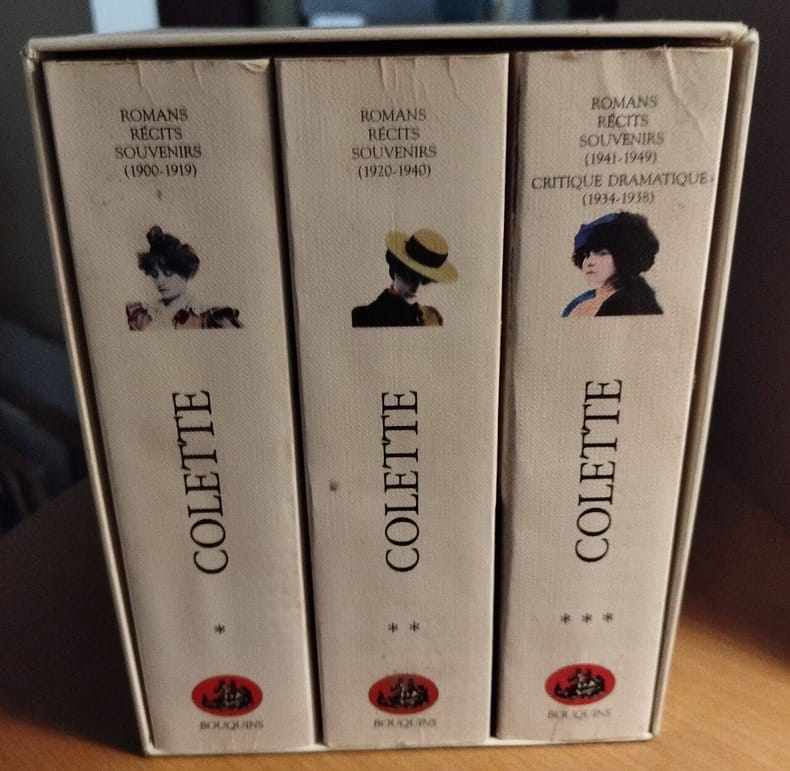 ROMANS
RÉCITS
SOUVENIRS
(1900-1919)
COLETTE
*
BOUQUINS
ROMANS
RÉCITS
SOUVENIRS
(1920-1940)
COLETTE
* *
BOUQUINS
ROMANS
RÉCITS
SOUVENIRS
(1941-1949)
CRITIQUE DRAMATIQUE
(1934-1938)
COLETTE
* * *
BOUQUINS